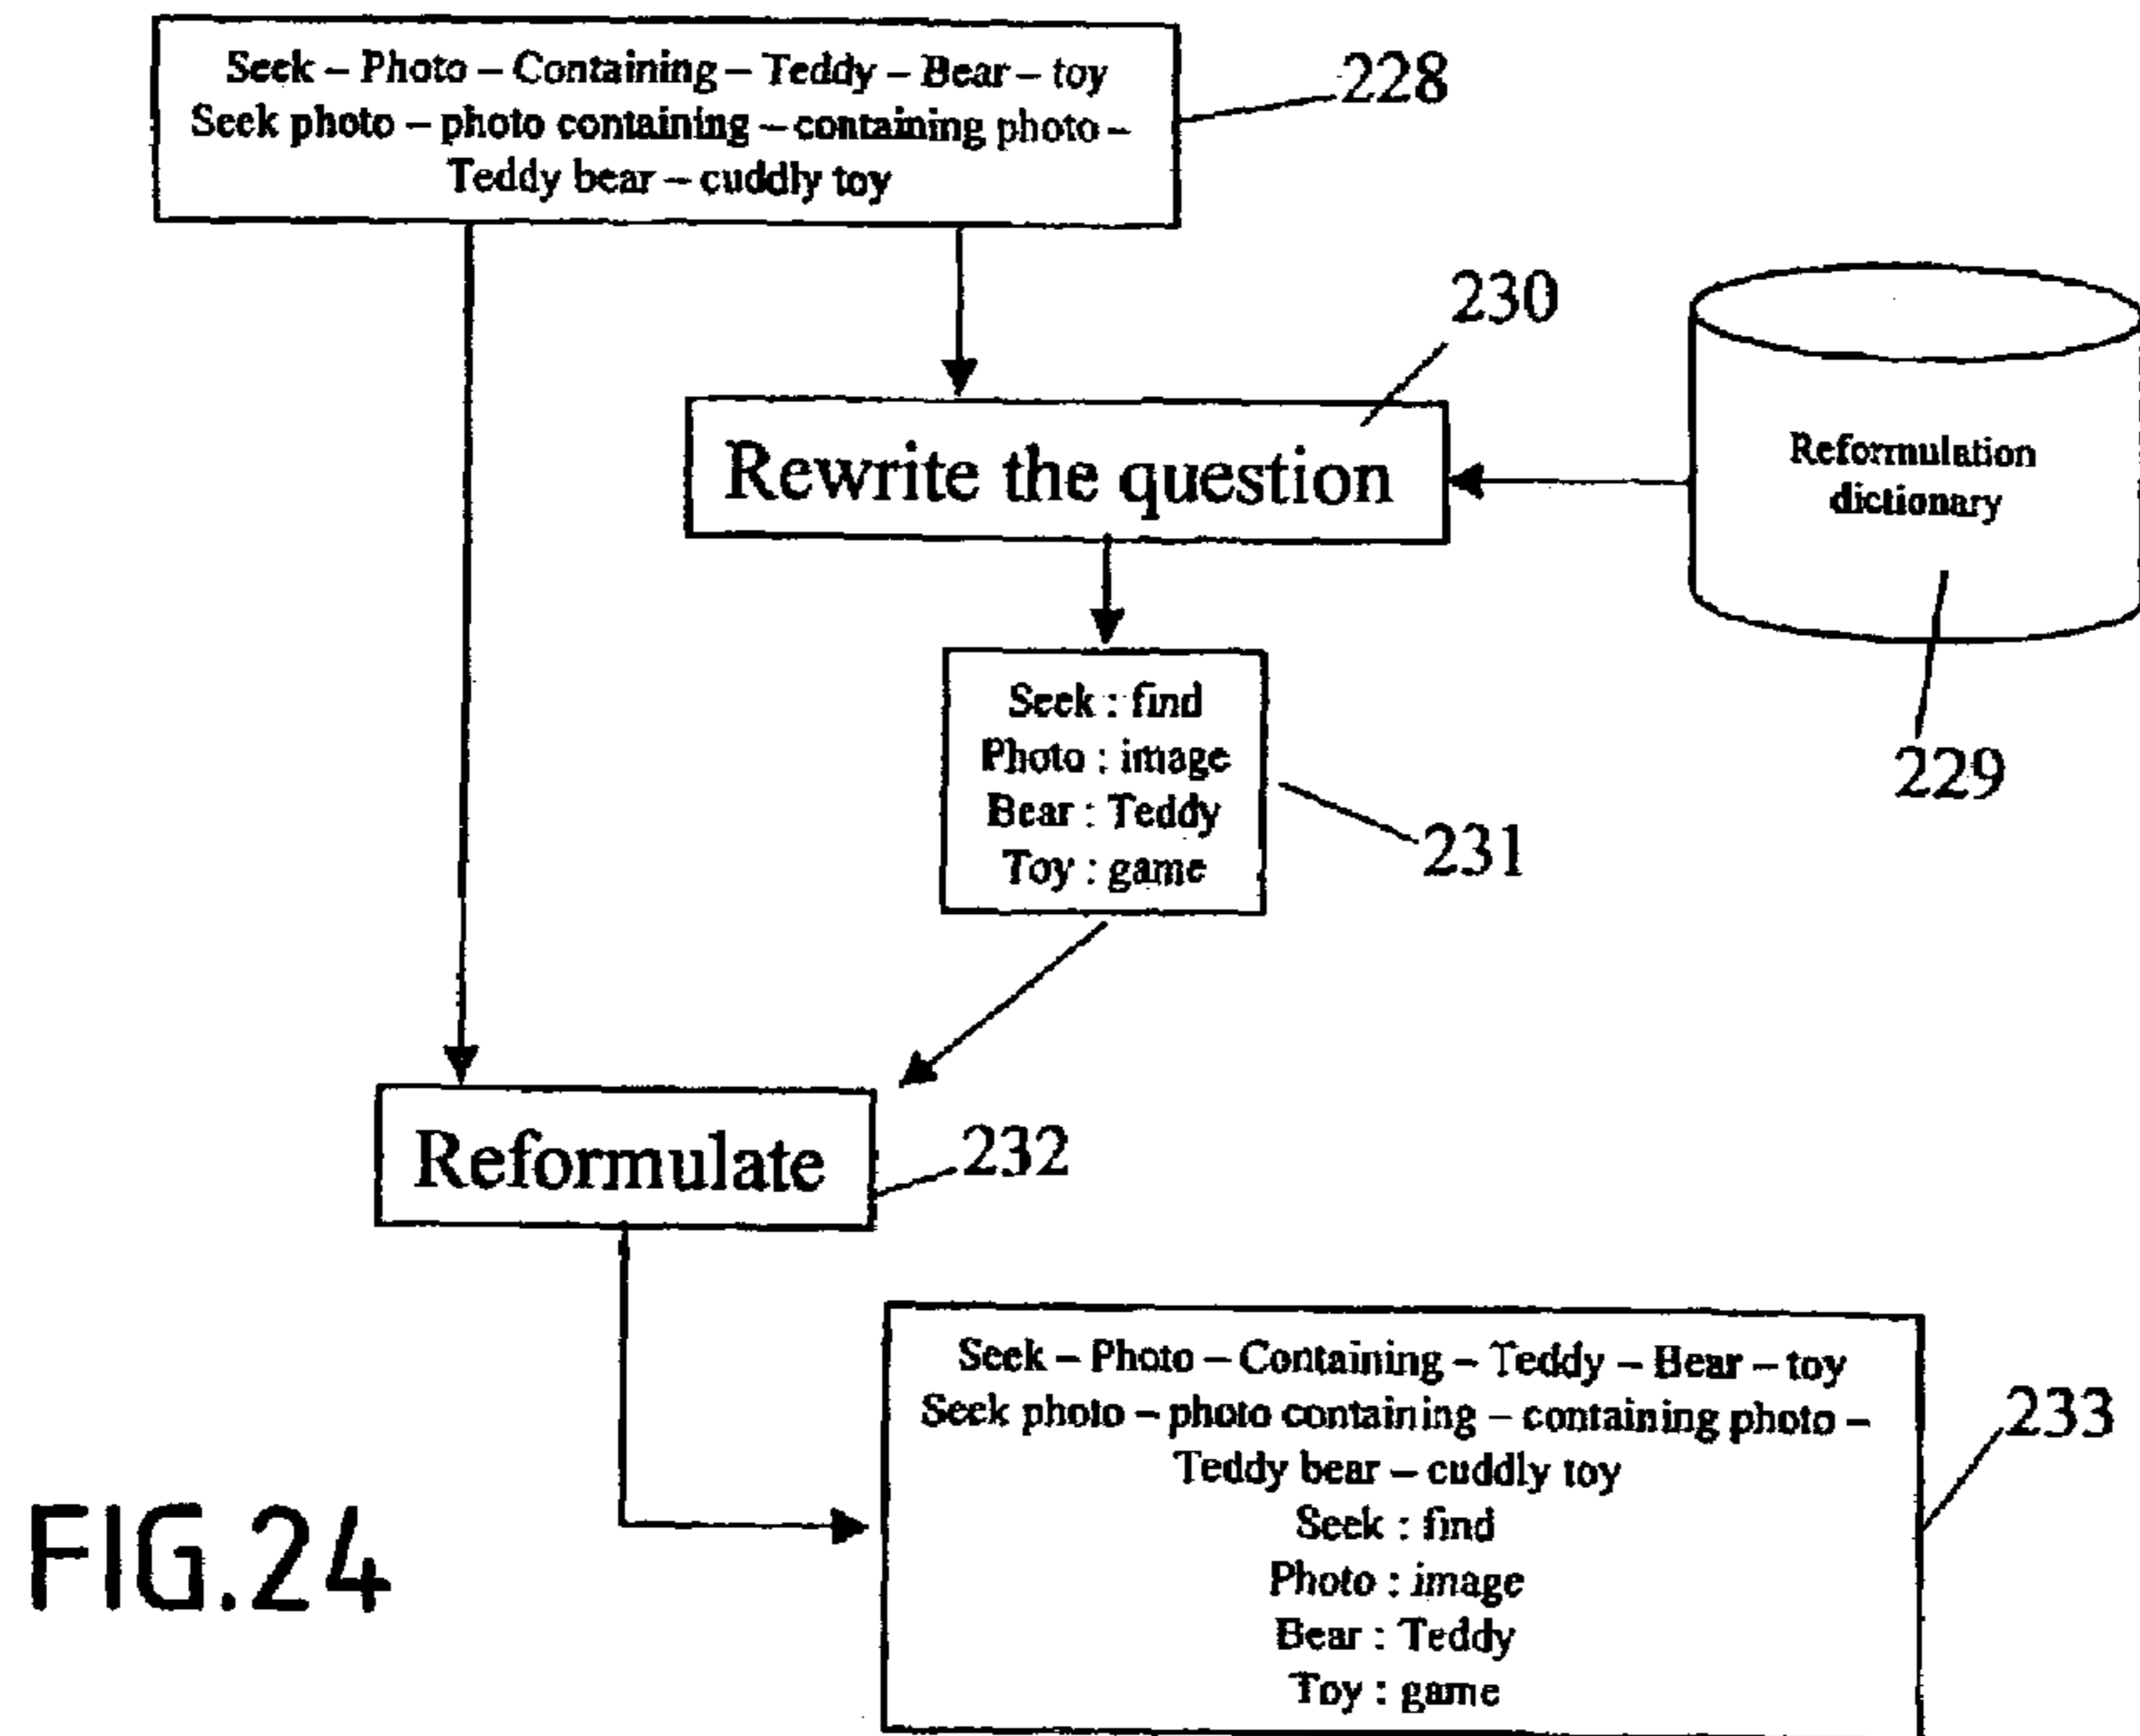 Seek – Photo – Containing – Teddy – Bear – toy
Seek photo – photo containing – containing photo –
Teddy bear – cuddly toy
228
230
Rewrite the question
Reformulation
dictionary
229
Seek : find
Photo : image
Bear : Teddy
Toy : game
231
Reformulate
232
Seek – Photo – Containing – Teddy – Bear – toy
Seek photo – photo containing – containing photo –
Teddy bear – cuddly toy
Seek : find
Photo : image
Bear : Teddy
Toy : game
233
FIG.24